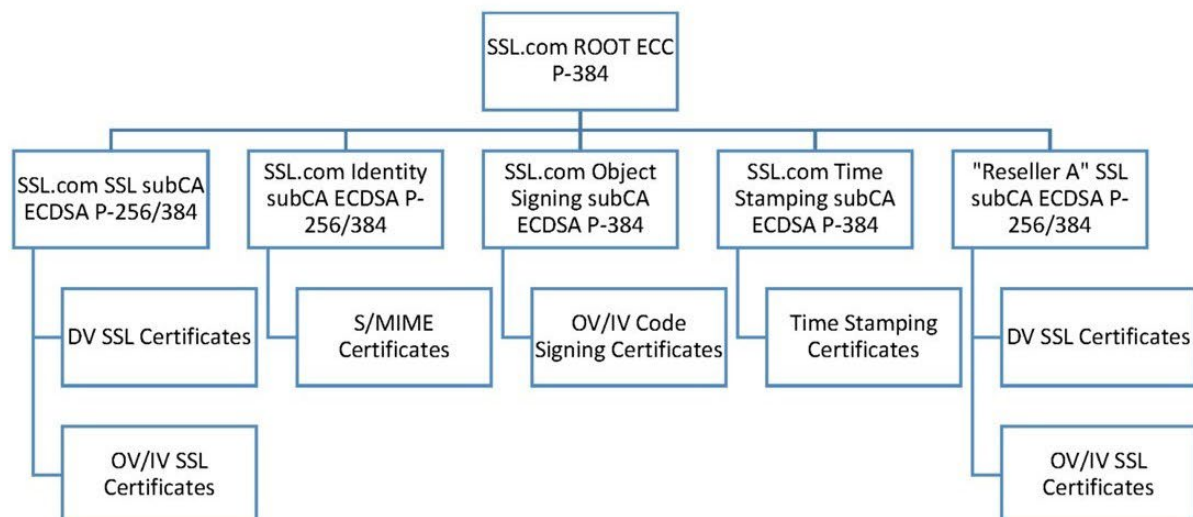 SSL.com ROOT ECC
P-384
SSL.com SSL subCA
ECDSA P-256/384
SSL.com Identity
subCA ECDSA P-
256/384
SSL.com Object
Signing subCA
ECDSA P-384
SSL.com Time
Stamping subCA
ECDSA P-384
"Reseller A" SSL
subCA ECDSA P-
256/384
DV SSL Certificates
S/MIME
Certificates
OV/IV Code
Signing Certificates
Time Stamping
Certificates
DV SSL Certificates
OV/IV SSL
Certificates
OV/IV SSL
Certificates